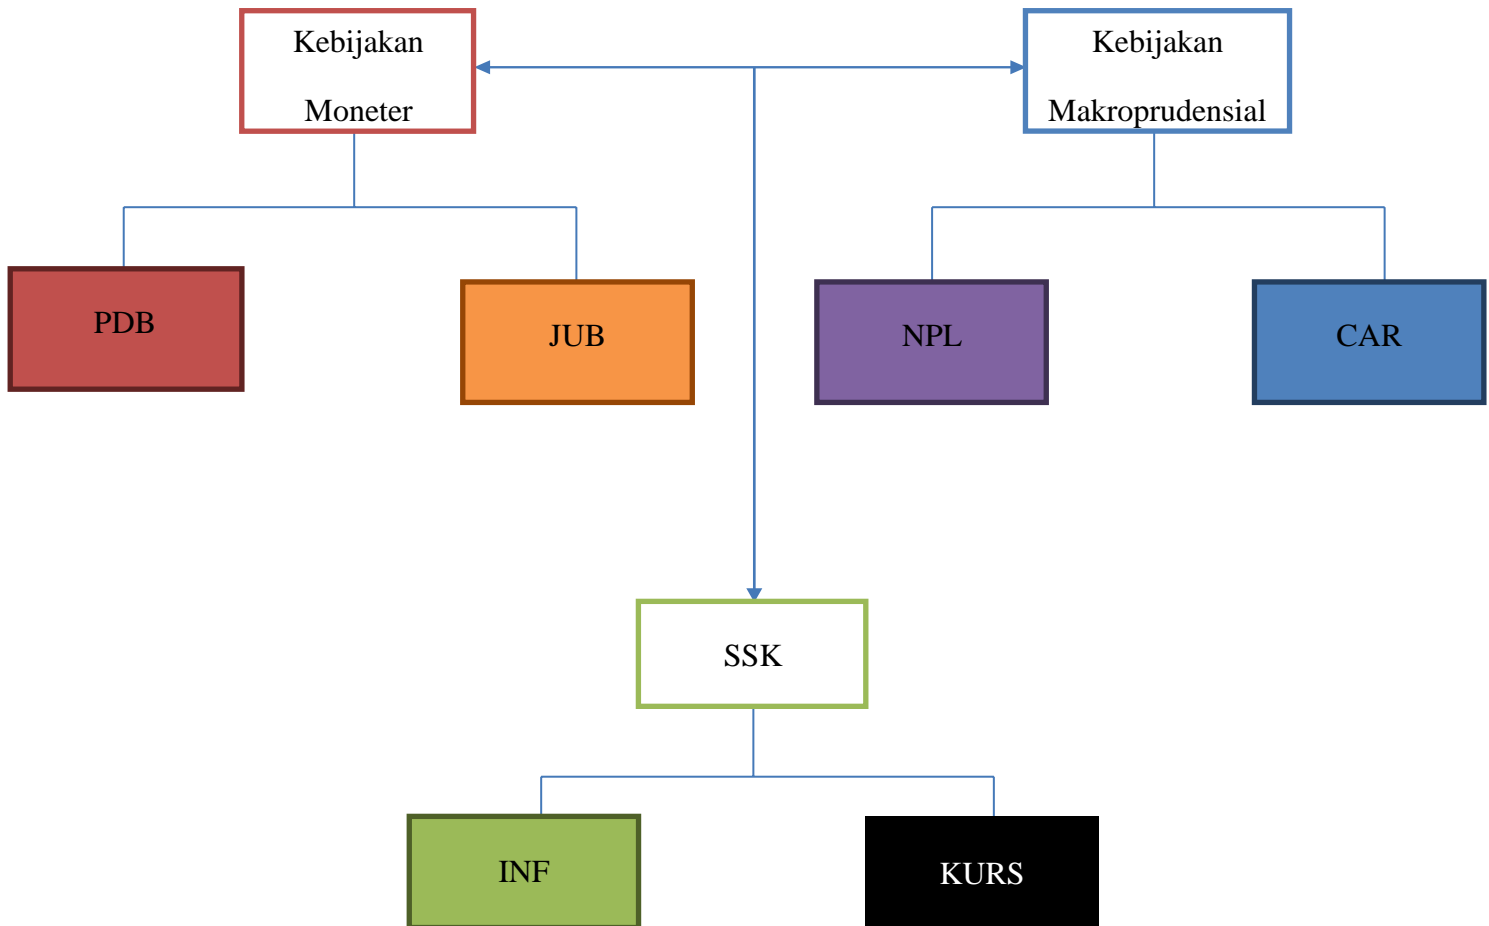 Kebijakan
Moneter
Kebijakan
Makroprudensial
PDB
JUB
NPL
CAR
SSK
INF
KURS